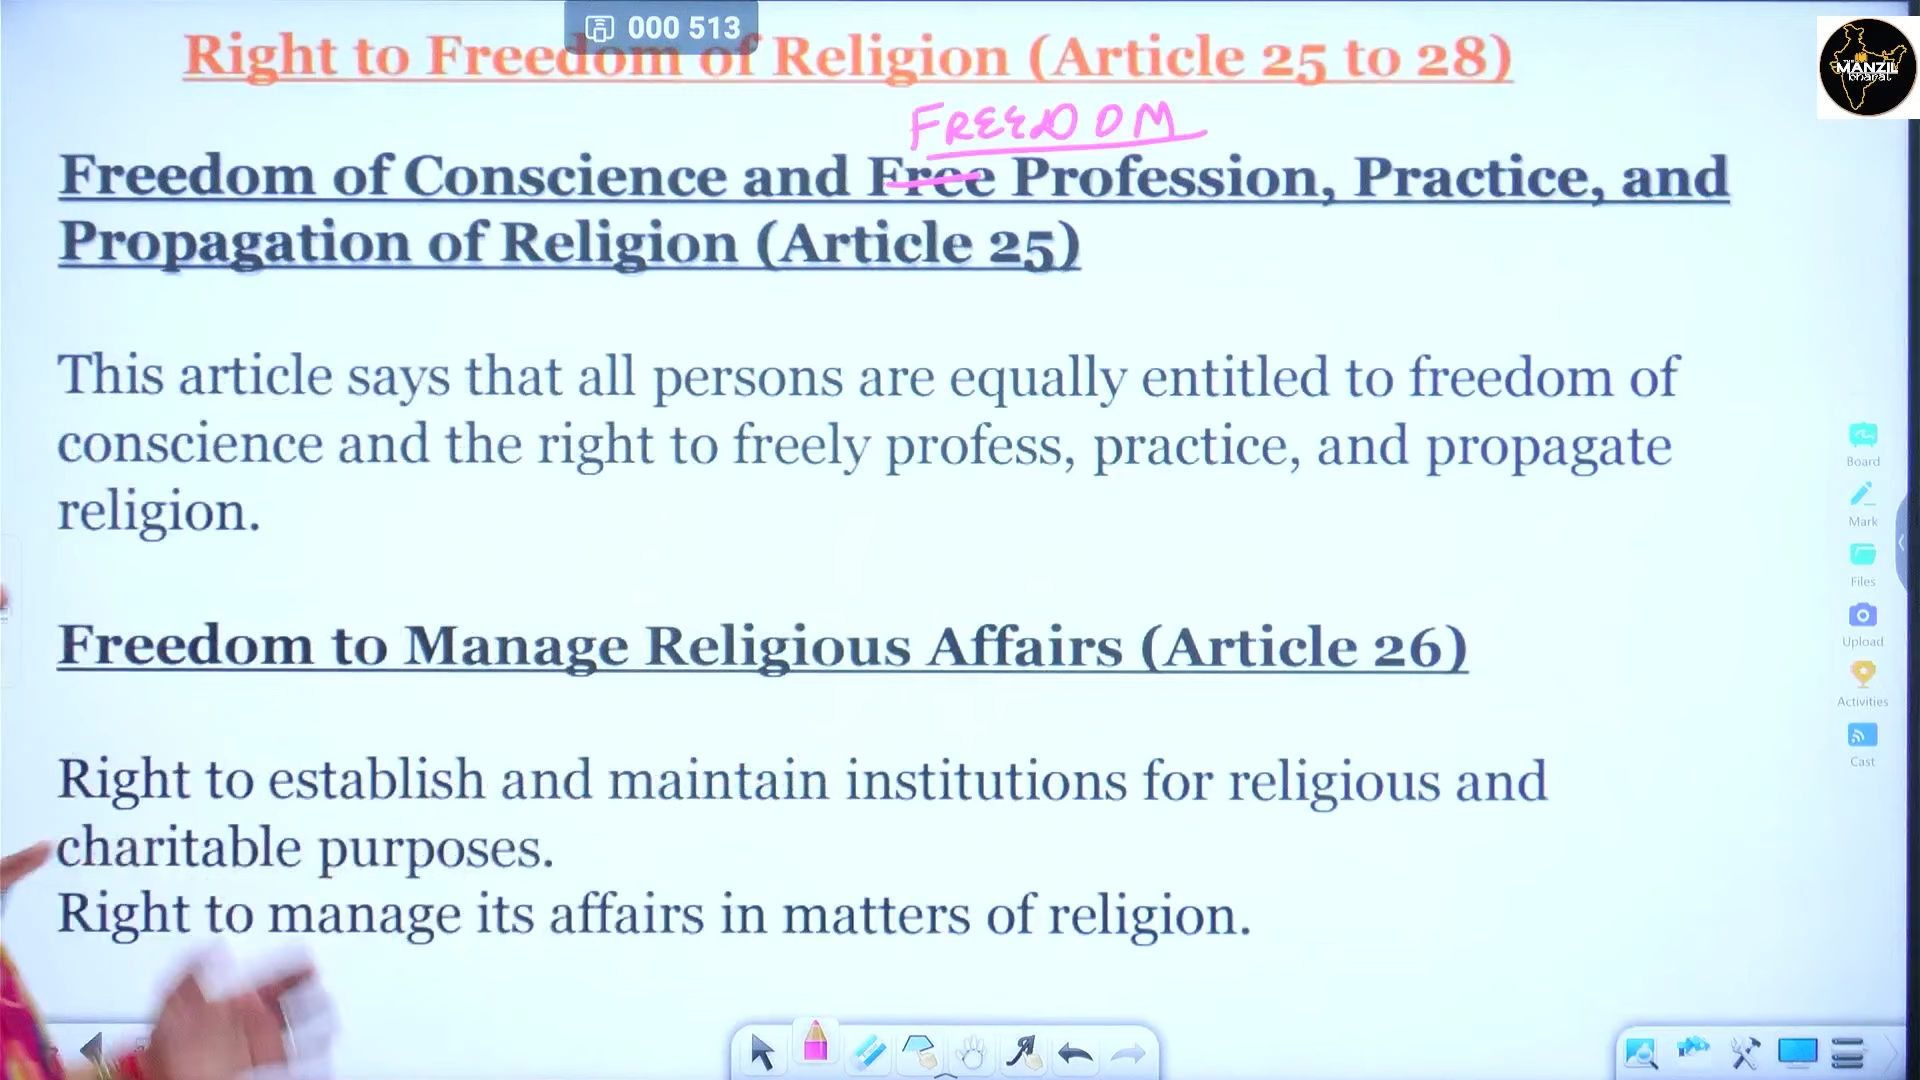 000 513
Right to Freedom of Religion (Article 25 to 28)
MANZIL
bharat
FREEDOM
Freedom of Conscience and Free Profession, Practice, and
Propagation of Religion (Article 25)
This article says that all persons are equally entitled to freedom of
conscience and the right to freely profess, practice, and propagate
religion.
Board
Mark
Files
Upload
Activities
Cast
Freedom to Manage Religious Affairs (Article 26)
Right to establish and maintain institutions for religious and
charitable purposes.
Right to manage its affairs in matters of religion.